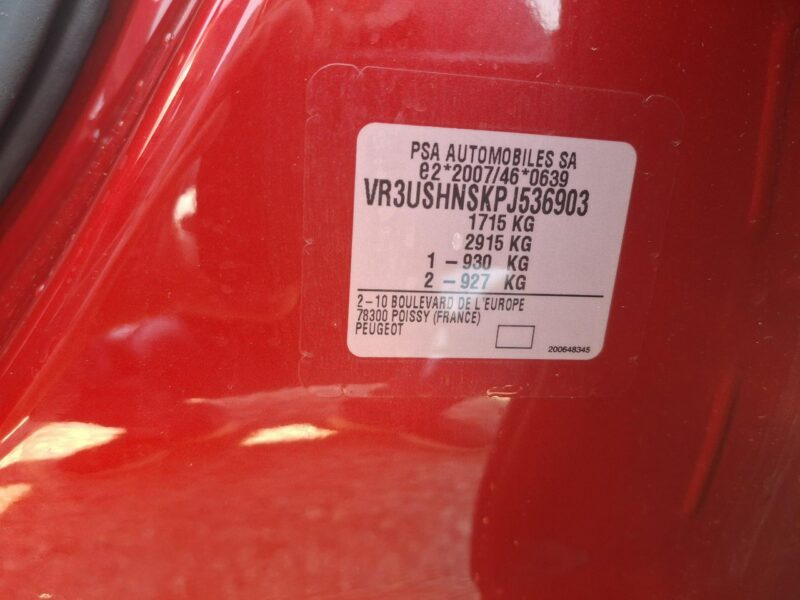 PSA AUTOMOBILES SA
e2*2007/46*0639
VR3USHNSKPJ536903
1715 KG
2915 KG
1 - 930 KG
2 - 927 KG
2-10 BOULEVARD DE L'EUROPE
78300 POISSY (FRANCE)
PEUGEOT
200648345